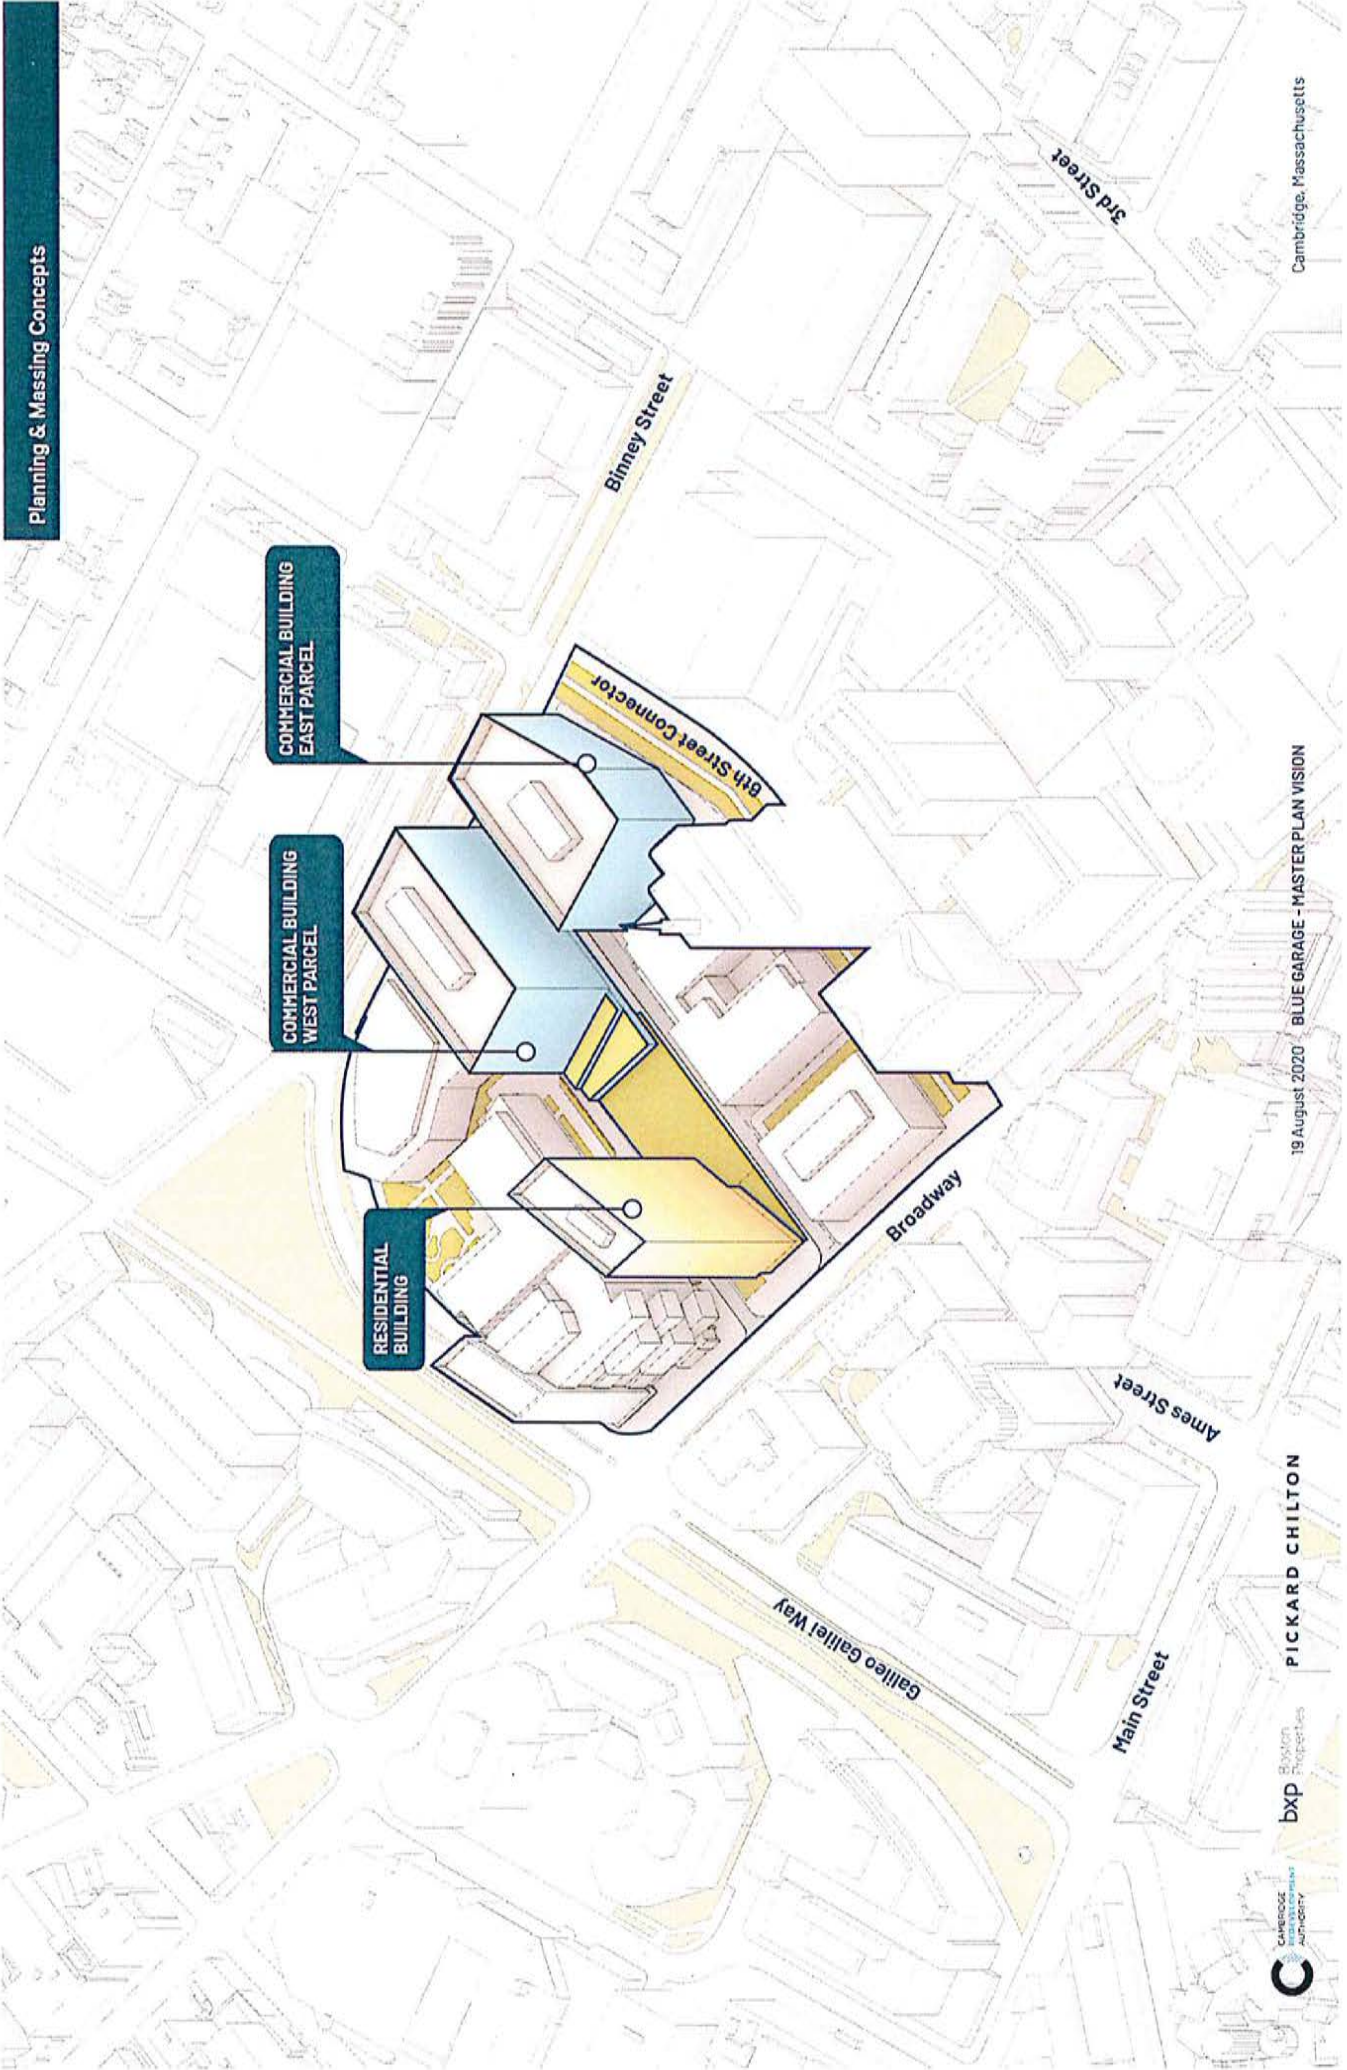 Planning & Massing Concepts
COMMERCIAL BUILDING
EAST PARCEL
COMMERCIAL BUILDING
WEST PARCEL
RESIDENTIAL
BUILDING
Binney Street
3rd Street
6th Street Connector
Broadway
Ames Street
Galileo Galilei Way
Main Street
CAMBRIDGE
REDEVELOPMENT
AUTHORITY
bxp Boston
Properties
PICKARD CHILTON
19 August 2020
BLUE GARAGE - MASTER PLAN VISION
Cambridge, Massachusetts